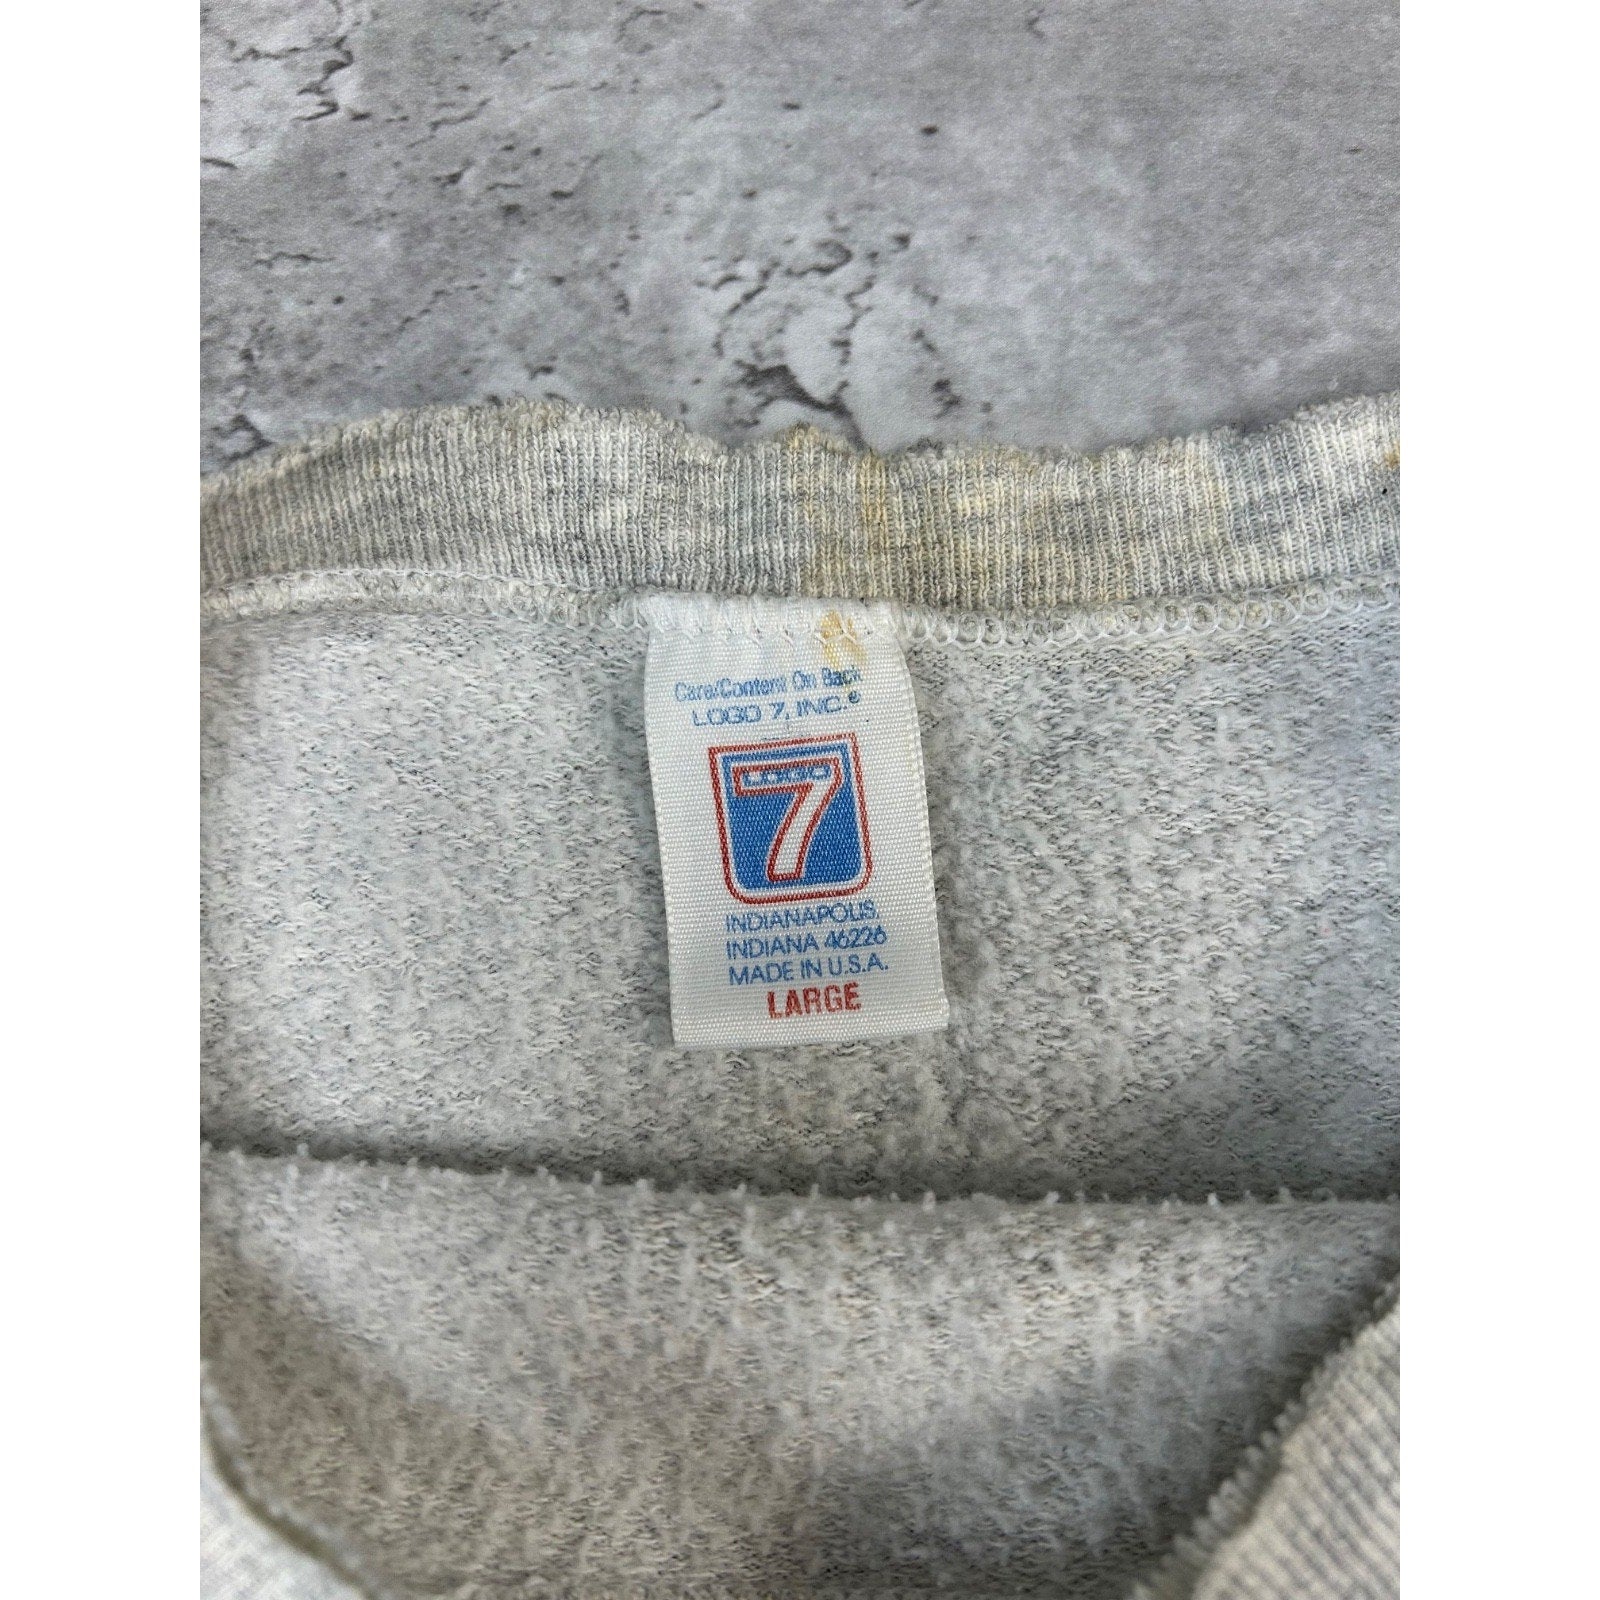 Care/Content On Back
LOGO 7, INC.®
LOGO
7
INDIANAPOLIS,
INDIANA 46226
MADE IN U.S.A.
LARGE